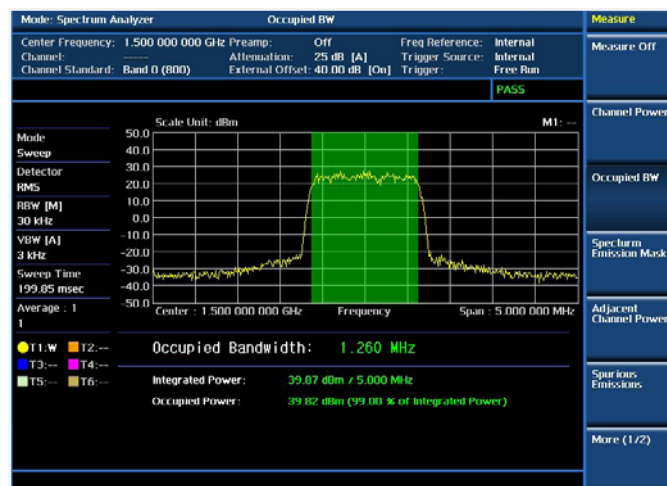 Mode: Spectrum Analyzer Occupied BW Measure
Center Frequency: 1.500 000 000 GHz Preamp: Off Freq Reference: Internal
Channel: ----- Attenuation: 25 dB [A] Trigger Source: Internal
Channel Standard: Band 0 (800) External Offset: 40.00 dB [On] Trigger: Free Run
PASS
Scale Unit: dBm M1: --
Mode
Sweep
Detector
RMS
RBW [M]
30 kHz
VBW [A]
3 kHz
Sweep Time
199.05 msec
Average : 1
1
T1:W T2:--
T3:-- T4:--
T5:-- T6:--
50.0
40.0
30.0
20.0
10.0
0.0
-10.0
-20.0
-30.0
-40.0
-50.0
Center : 1.500 000 000 GHz Frequency Span : 5.000 000 MHz
Occupied Bandwidth: 1.260 MHz
Integrated Power: 39.87 dBm / 5.000 MHz
Occupied Power: 39.82 dBm (99.00 % of Integrated Power)
Measure Off
Channel Power
Occupied BW
Specturm
Emission Mask
Adjacent
Channel Power
Spurious
Emissions
More (1/2)